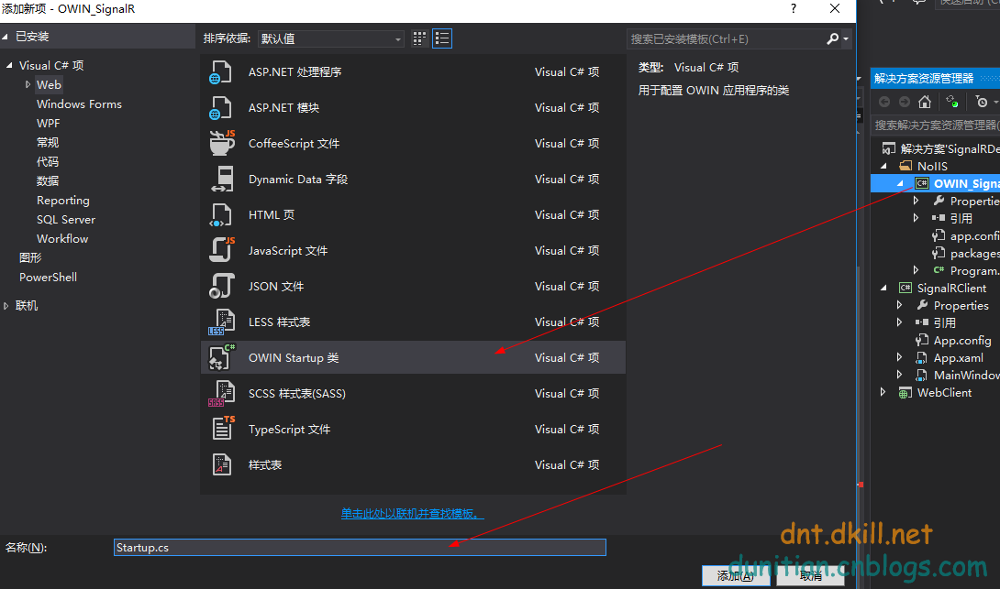 添加新项 - OWIN_SignalR
?
已安装
Visual C# 项
Web
Windows Forms
WPF
常规
代码
数据
Reporting
SQL Server
Workflow
图形
PowerShell
联机
排序依据: 默认值
ASP.NET 处理程序 Visual C# 项
ASP.NET 模块 Visual C# 项
CoffeeScript 文件 Visual C# 项
Dynamic Data 字段 Visual C# 项
HTML 页 Visual C# 项
JavaScript 文件 Visual C# 项
JSON 文件 Visual C# 项
LESS 样式表 Visual C# 项
OWIN Startup 类 Visual C# 项
SCSS 样式表(SASS) Visual C# 项
TypeScript 文件 Visual C# 项
样式表 Visual C# 项
单击此处以联机并查找模板。
搜索已安装模板(Ctrl+E)
类型: Visual C# 项
用于配置 OWIN 应用程序的类
名称(N):
Startup.cs
添加(A)
取消
快速启动 (C
解决方案资源管理器
搜索解决方案资源管理器(
解决方案'SignalRDe
NoIIS
OWIN_Signa
Propertie
引用
app.confi
packages
Program.
SignalRClient
Properties
引用
App.config
App.xaml
MainWindow
WebClient
dnt.dkill.net
dunitian.cnblogs.com